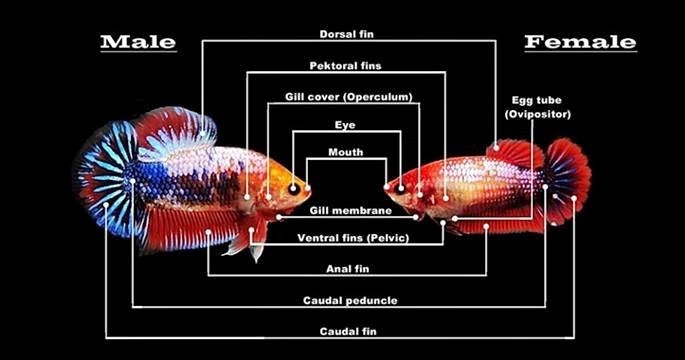 Male
Female
Dorsal fin
Pektoral fins
Gill cover (Operculum)
Egg tube
(Ovipositor)
Eye
Mouth
Gill membrane
Ventral fins (Pelvic)
Anal fin
Caudal peduncle
Caudal fin